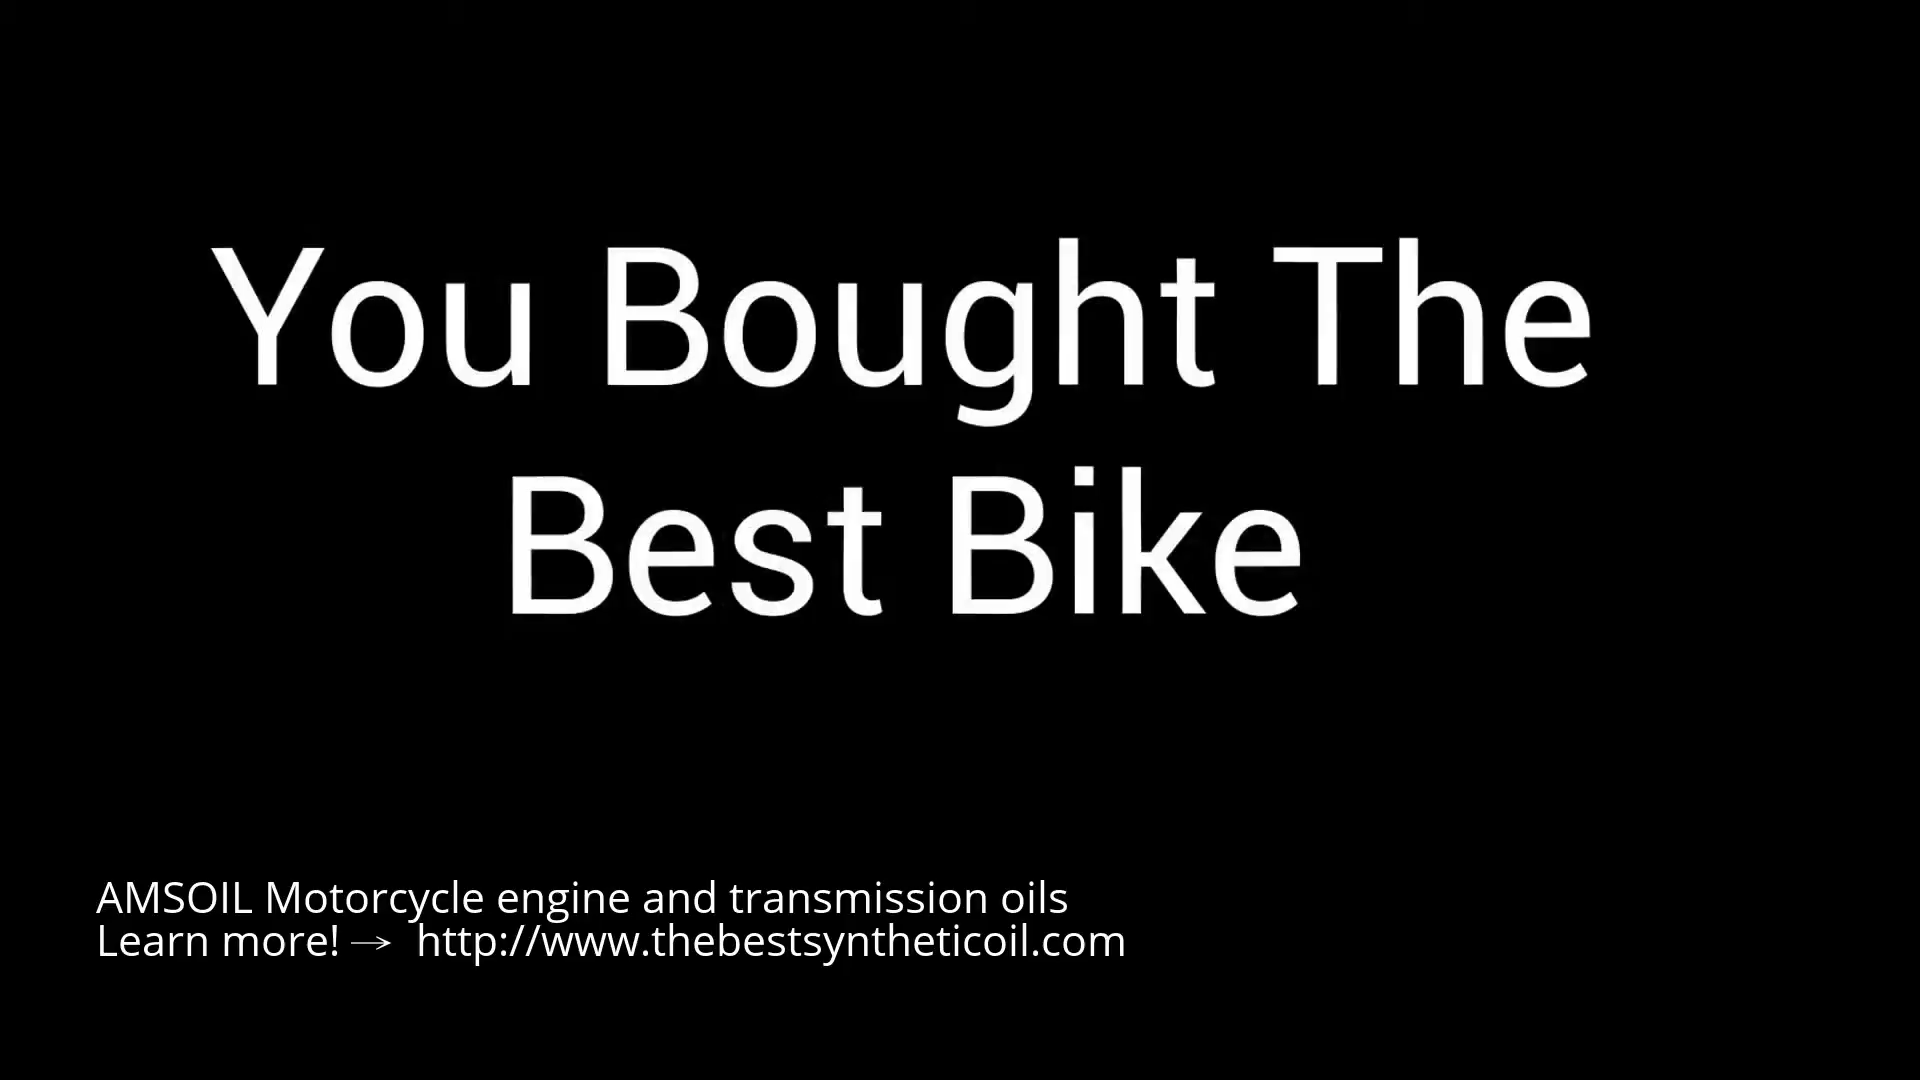 You Bought The
Best Bike
AMSOIL Motorcycle engine and transmission oils
Learn more! → http://www.thebestsyntheticoil.com